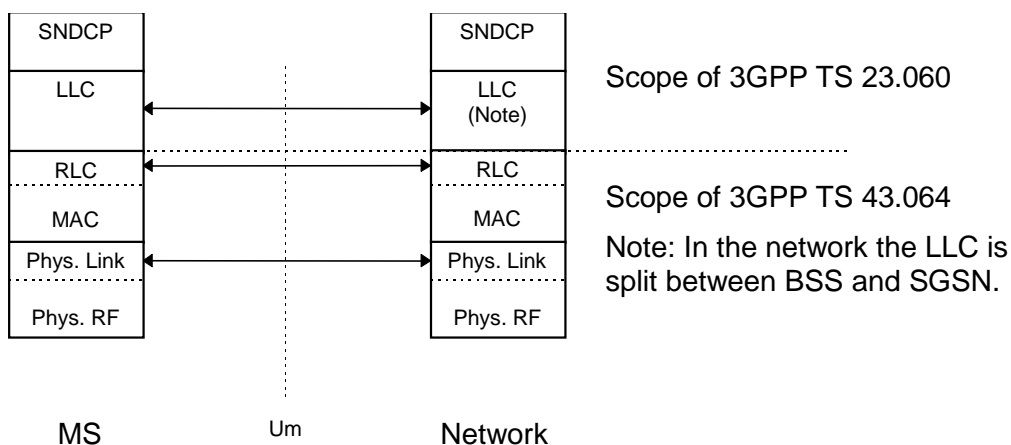 SNDCP
SNDCP
Scope of 3GPP TS 23.060
LLC
LLC
(Note)
RLC
RLC
Scope of 3GPP TS 43.064
MAC
MAC
Note: In the network the LLC is
split between BSS and SGSN.
Phys. Link
Phys. Link
Phys. RF
Phys. RF
MS
Um
Network